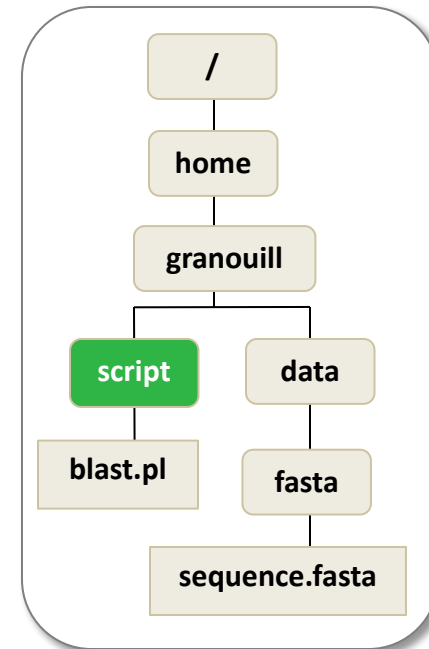 /
home
granouill
script data
blast.pl
fasta
sequence.fasta